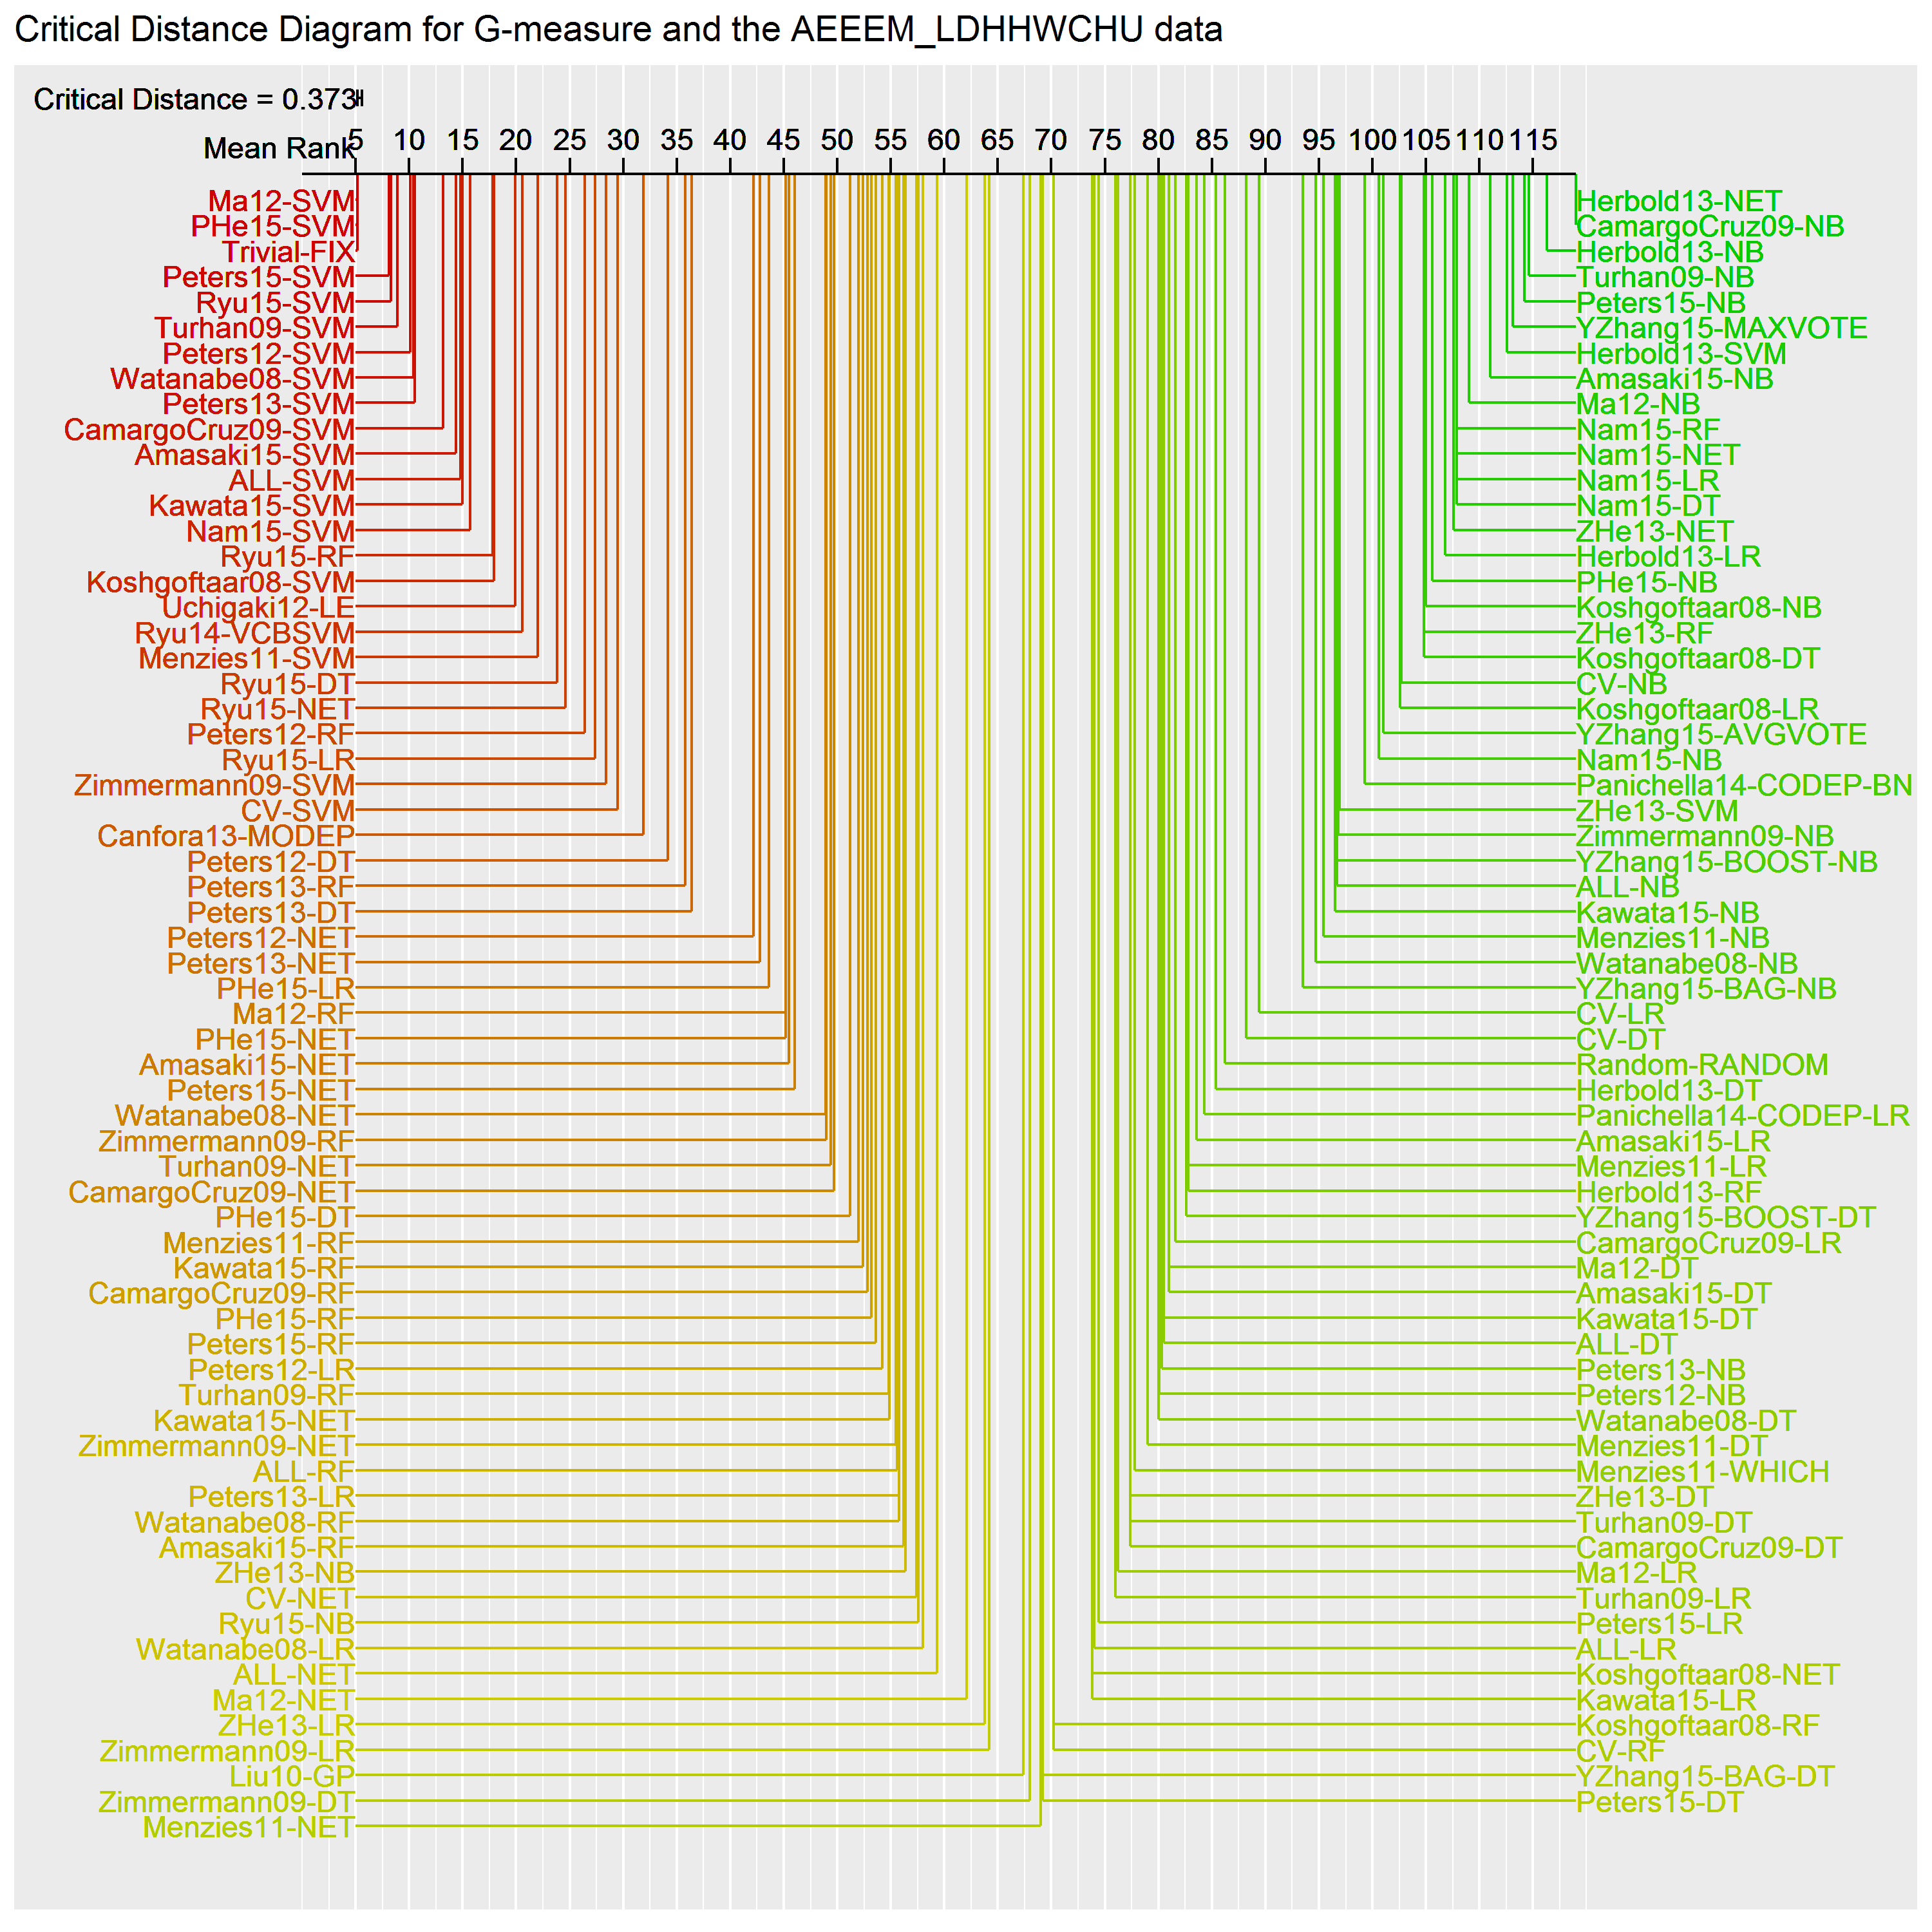 Critical Distance Diagram for G-measure and the AEEEM_LDHHWCHU data
Critical Distance = 0.373
Mean Rank
5 10 15 20 25 30 35 40 45 50 55 60 65 70 75 80 85 90 95 100 105 110 115
Ma12-SVM
PHe15-SVM
Trivial-FIX
Peters15-SVM
Ryu15-SVM
Turhan09-SVM
Peters12-SVM
Watanabe08-SVM
Peters13-SVM
CamargoCruz09-SVM
Amasaki15-SVM
ALL-SVM
Kawata15-SVM
Nam15-SVM
Ryu15-RF
Koshgoftaar08-SVM
Uchigaki12-LE
Ryu14-VCBSVM
Menzies11-SVM
Ryu15-DT
Ryu15-NET
Peters12-RF
Ryu15-LR
Zimmermann09-SVM
CV-SVM
Canfora13-MODEP
Peters12-DT
Peters13-RF
Peters13-DT
Peters12-NET
Peters13-NET
PHe15-LR
Ma12-RF
PHe15-NET
Amasaki15-NET
Peters15-NET
Watanabe08-NET
Zimmermann09-RF
Turhan09-NET
CamargoCruz09-NET
PHe15-DT
Menzies11-RF
Kawata15-RF
CamargoCruz09-RF
PHe15-RF
Peters15-RF
Peters12-LR
Turhan09-RF
Kawata15-NET
Zimmermann09-NET
ALL-RF
Peters13-LR
Watanabe08-RF
Amasaki15-RF
ZHe13-NB
CV-NET
Ryu15-NB
Watanabe08-LR
ALL-NET
Ma12-NET
ZHe13-LR
Zimmermann09-LR
Liu10-GP
Zimmermann09-DT
Menzies11-NET
Herbold13-NET
CamargoCruz09-NB
Herbold13-NB
Turhan09-NB
Peters15-NB
YZhang15-MAXVOTE
Herbold13-SVM
Amasaki15-NB
Ma12-NB
Nam15-RF
Nam15-NET
Nam15-LR
Nam15-DT
ZHe13-NET
Herbold13-LR
PHe15-NB
Koshgoftaar08-NB
ZHe13-RF
Koshgoftaar08-DT
CV-NB
Koshgoftaar08-LR
YZhang15-AVGVOTE
Nam15-NB
Panichella14-CODEP-BN
ZHe13-SVM
Zimmermann09-NB
YZhang15-BOOST-NB
ALL-NB
Kawata15-NB
Menzies11-NB
Watanabe08-NB
YZhang15-BAG-NB
CV-LR
CV-DT
Random-RANDOM
Herbold13-DT
Panichella14-CODEP-LR
Amasaki15-LR
Menzies11-LR
Herbold13-RF
YZhang15-BOOST-DT
CamargoCruz09-LR
Ma12-DT
Amasaki15-DT
Kawata15-DT
ALL-DT
Peters13-NB
Peters12-NB
Watanabe08-DT
Menzies11-DT
Menzies11-WHICH
ZHe13-DT
Turhan09-DT
CamargoCruz09-DT
Ma12-LR
Turhan09-LR
Peters15-LR
ALL-LR
Koshgoftaar08-NET
Kawata15-LR
Koshgoftaar08-RF
CV-RF
YZhang15-BAG-DT
Peters15-DT